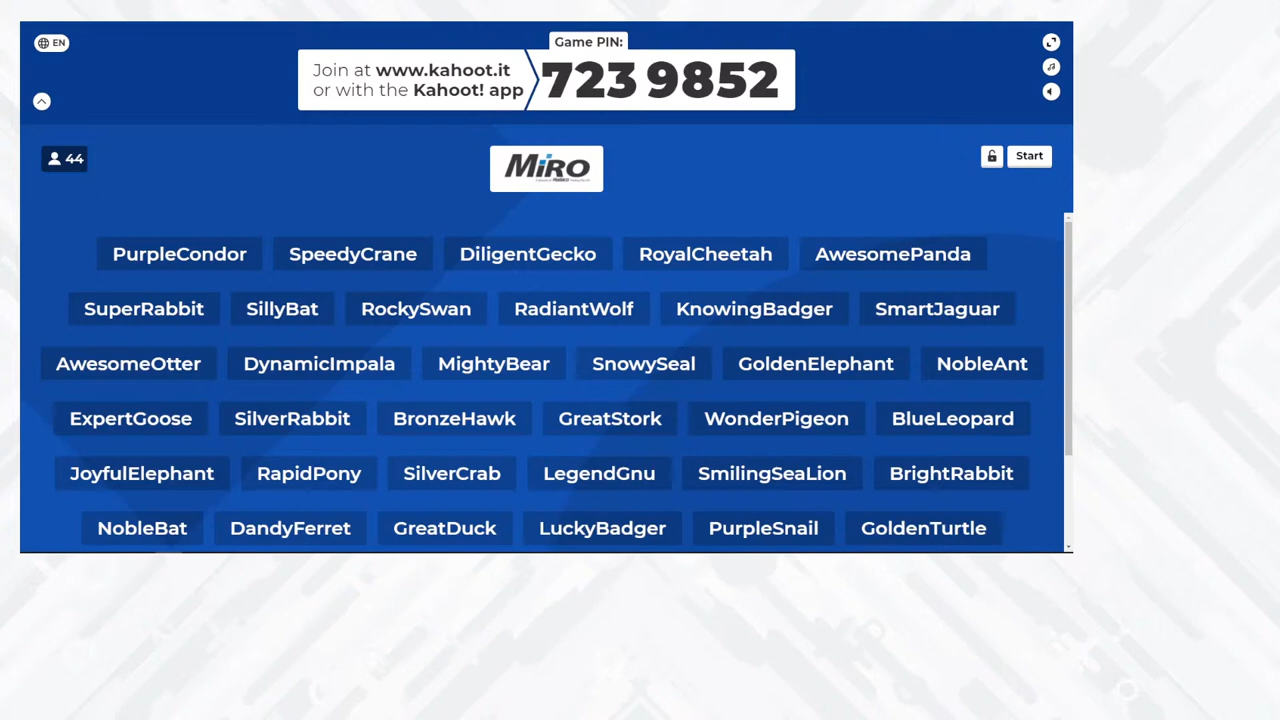 EN
Game PIN:
Join at www.kahoot.it
or with the Kahoot! app
723 9852
44
MiRO
Start
PurpleCondor SpeedyCrane DiligentGecko RoyalCheetah AwesomePanda
SuperRabbit SillyBat RockySwan RadiantWolf KnowingBadger SmartJaguar
AwesomeOtter DynamicImpala MightyBear SnowySeal GoldenElephant NobleAnt
ExpertGoose SilverRabbit BronzeHawk GreatStork WonderPigeon BlueLeopard
JoyfulElephant RapidPony SilverCrab LegendGnu SmilingSeaLion BrightRabbit
NobleBat DandyFerret GreatDuck LuckyBadger PurpleSnail GoldenTurtle